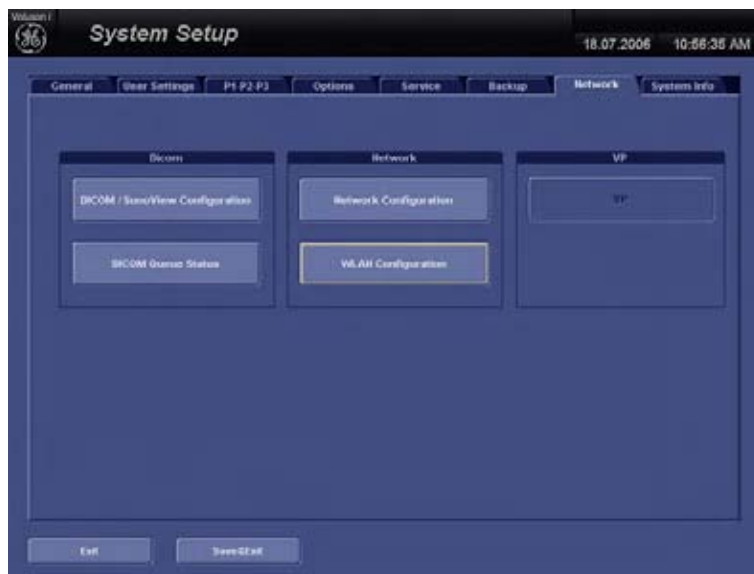 Voluson i
System Setup
18.07.2006 10:56:35 AM
General User Settings P1 P2 P3 Options Service Backup Network System Info
Dicom Network VP
DICOM / SonoView Configuration Network Configuration VP
DICOM Queue Status WLAN Configuration
Exit Save&Exit